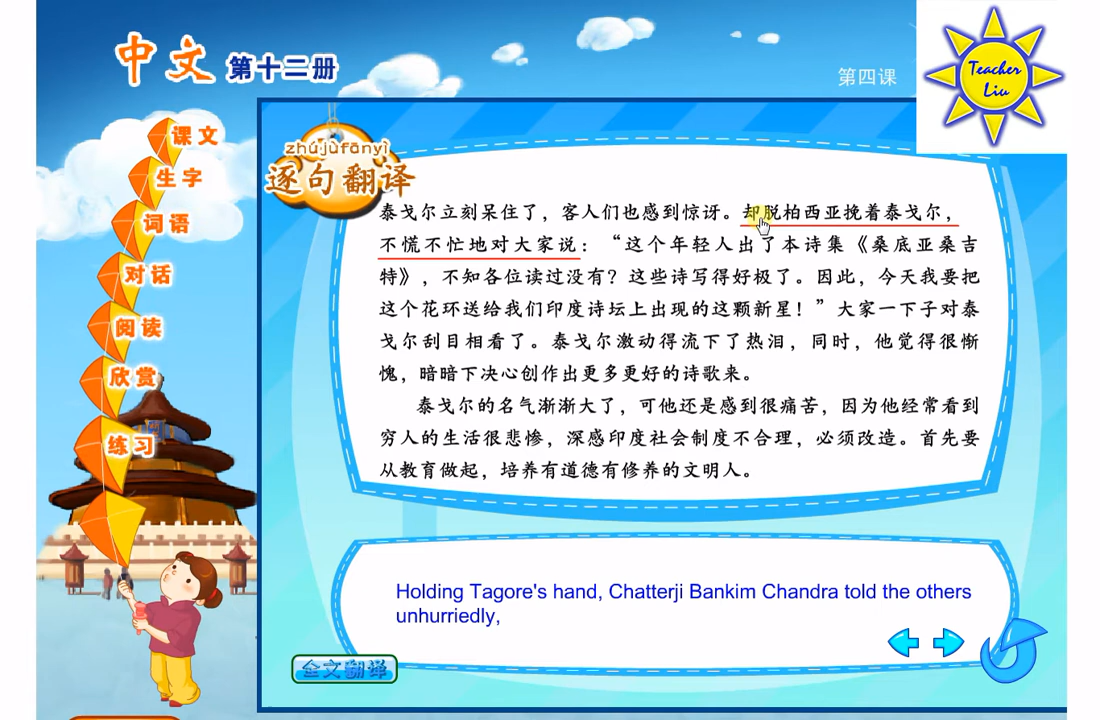 中文 第十二册
第四课
Teacher
Liu
课文
生字
词语
对话
阅读
欣赏
练习
zhújùfānyì
逐句翻译
泰戈尔立刻呆住了，客人们也感到惊讶。却脱柏西亚挽着泰戈尔，
不慌不忙地对大家说：“这个年轻人出了本诗集《桑底亚桑吉
特》，不知各位读过没有？这些诗写得好极了。因此，今天我要把
这个花环送给我们印度诗坛上出现的这颗新星！”大家一下子对泰
戈尔刮目相看了。泰戈尔激动得流下了热泪，同时，他觉得很惭
愧，暗暗下决心创作出更多更好的诗歌来。
泰戈尔的名气渐渐大了，可他还是感到很痛苦，因为他经常看到
穷人的生活很悲惨，深感印度社会制度不合理，必须改造。首先要
从教育做起，培养有道德有修养的文明人。
Holding Tagore's hand, Chatterji Bankim Chandra told the others
unhurriedly,
全文翻译